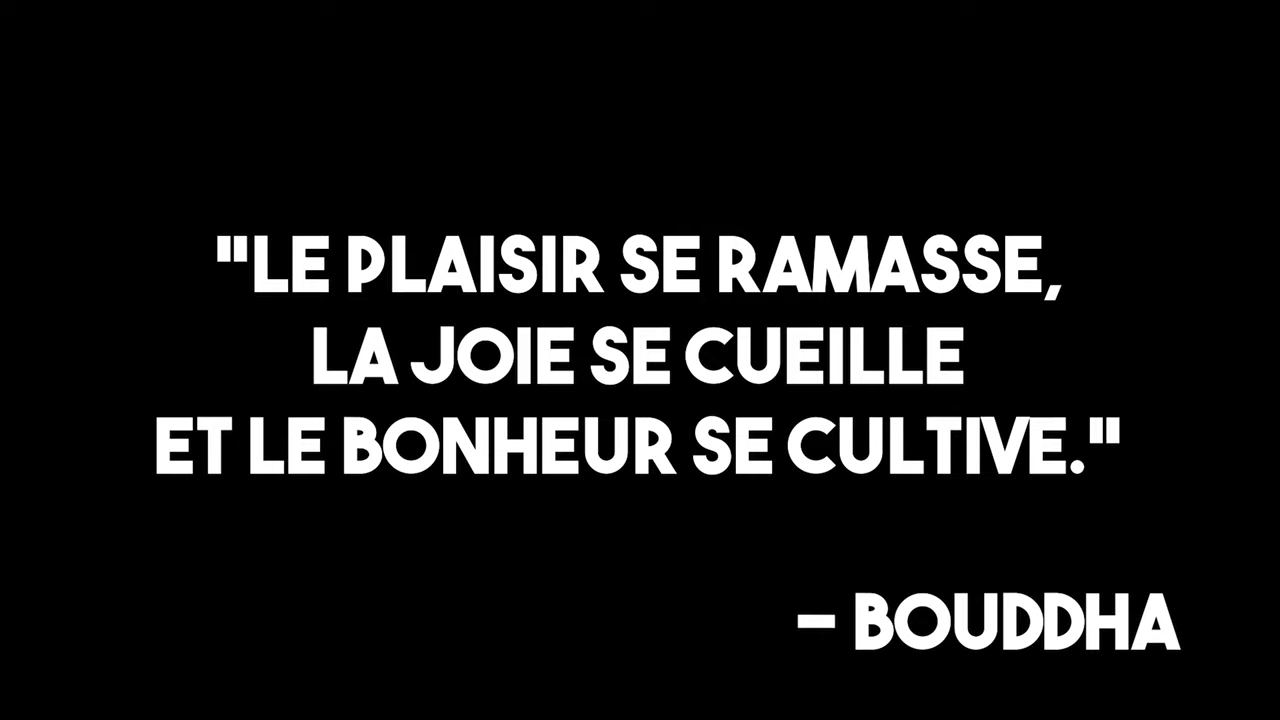 "LE PLAISIR SE RAMASSE,
LA JOIE SE CUEILLE
ET LE BONHEUR SE CULTIVE."
– BOUDDHA